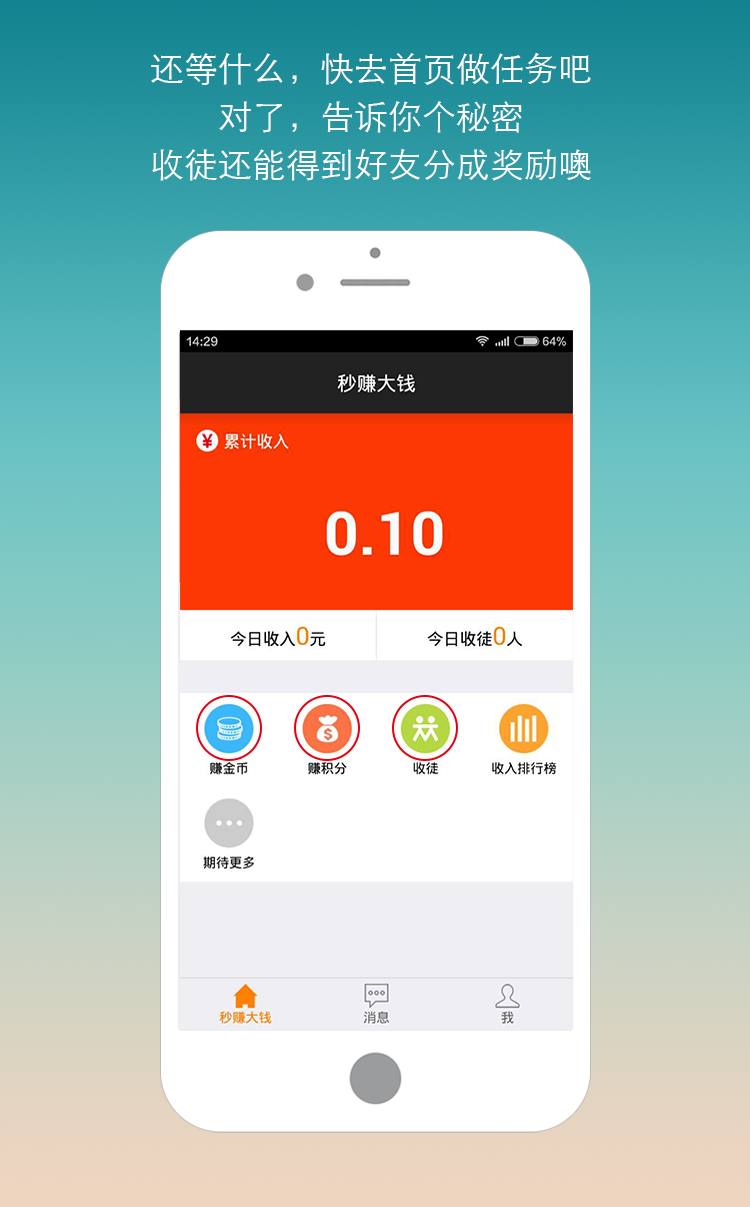 还等什么，快去首页做任务吧
对了，告诉你个秘密
收徒还能得到好友分成奖励噢
14:29 64%
秒赚大钱
¥ 累计收入
0.10
今日收入0元 今日收徒0人
赚金币 赚积分 收徒 收入排行榜
期待更多
秒赚大钱 消息 我